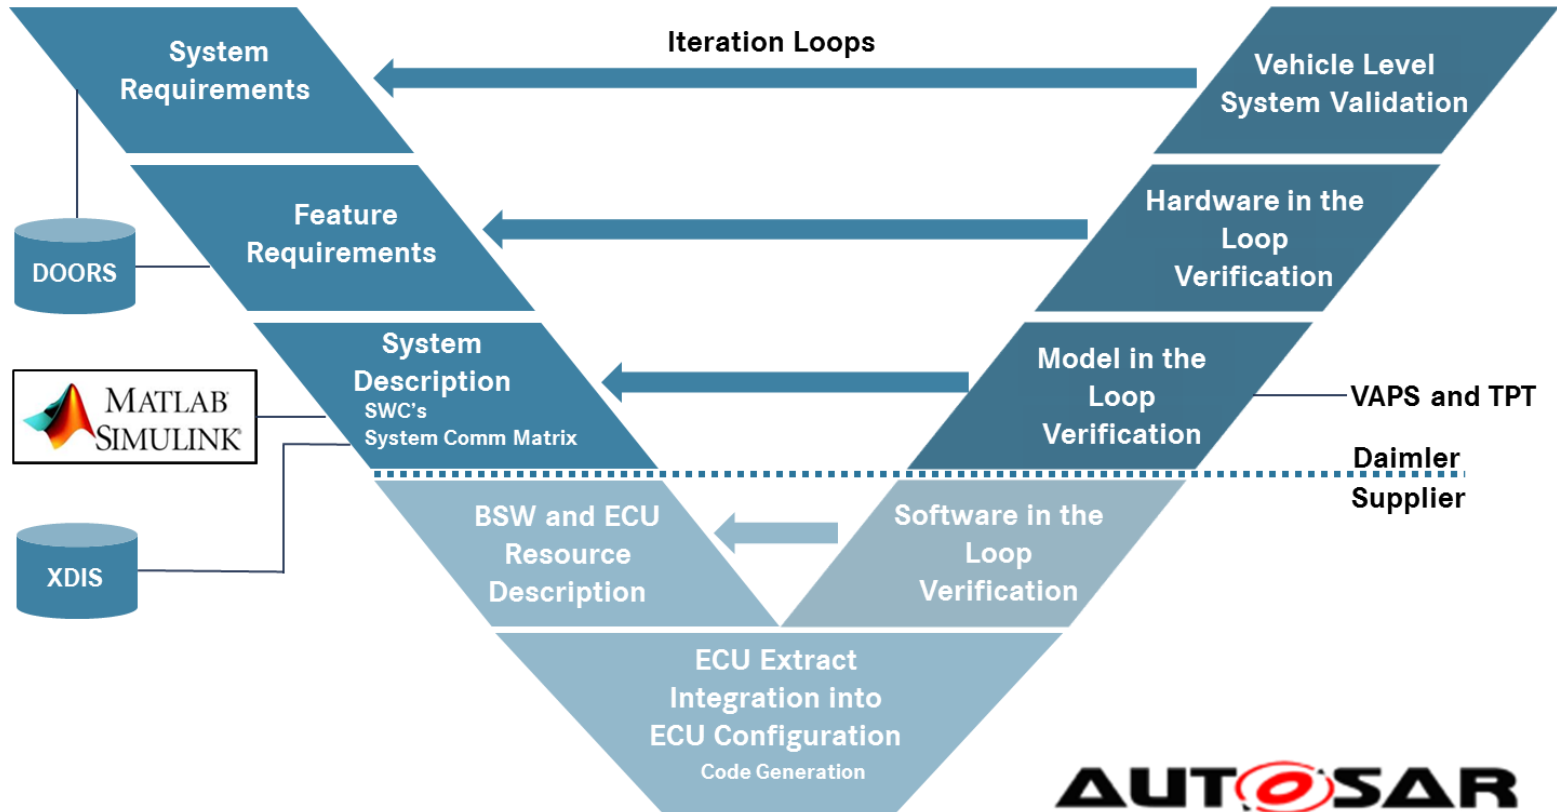 System
Requirements
Iteration Loops
Vehicle Level
System Validation
Feature
Requirements
Hardware in the
Loop
Verification
DOORS
System
Description
SWC's
System Comm Matrix
Model in the
Loop
Verification
MATLAB®
SIMULINK®
VAPS and TPT
Daimler
Supplier
BSW and ECU
Resource
Description
Software in the
Loop
Verification
XDIS
ECU Extract
Integration into
ECU Configuration
Code Generation
AUTOSAR